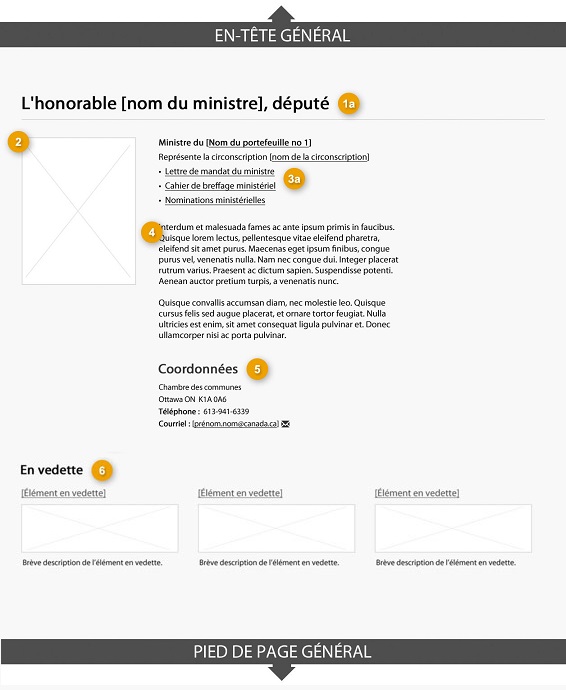 EN-TÊTE GÉNÉRAL
L'honorable [nom du ministre], député 1a
2
Ministre du [Nom du portefeuille no 1]
Représente la circonscription [nom de la circonscription]
• Lettre de mandat du ministre
3a
• Cahier de breffage ministériel
• Nominations ministérielles
4
Interdum et malesuada fames ac ante ipsum primis in faucibus.
Quisque lorem lectus, pellentesque vitae eleifend pharetra,
eleifend sit amet purus. Maecenas eget ipsum finibus, congue
purus vel, venenatis nulla. Nam nec congue dui. Integer placerat
rutrum varius. Praesent ac dictum sapien. Suspendisse potenti.
Aenean auctor pretium turpis, a venenatis nunc.
Quisque convallis accumsan diam, nec molestie leo. Quisque
cursus felis sed augue placerat, et ornare tortor feugiat. Nulla
ultricies est enim, sit amet consequat ligula pulvinar et. Donec
ullamcorper nisi ac porta pulvinar.
Coordonnées 5
Chambre des communes
Ottawa ON K1A 0A6
Téléphone : 613-941-6339
Courriel : [prénom.nom@canada.ca]
En vedette 6
[Élément en vedette] [Élément en vedette] [Élément en vedette]
Brève description de l'élément en vedette. Brève description de l'élément en vedette. Brève description de l'élément en vedette.
PIED DE PAGE GÉNÉRAL